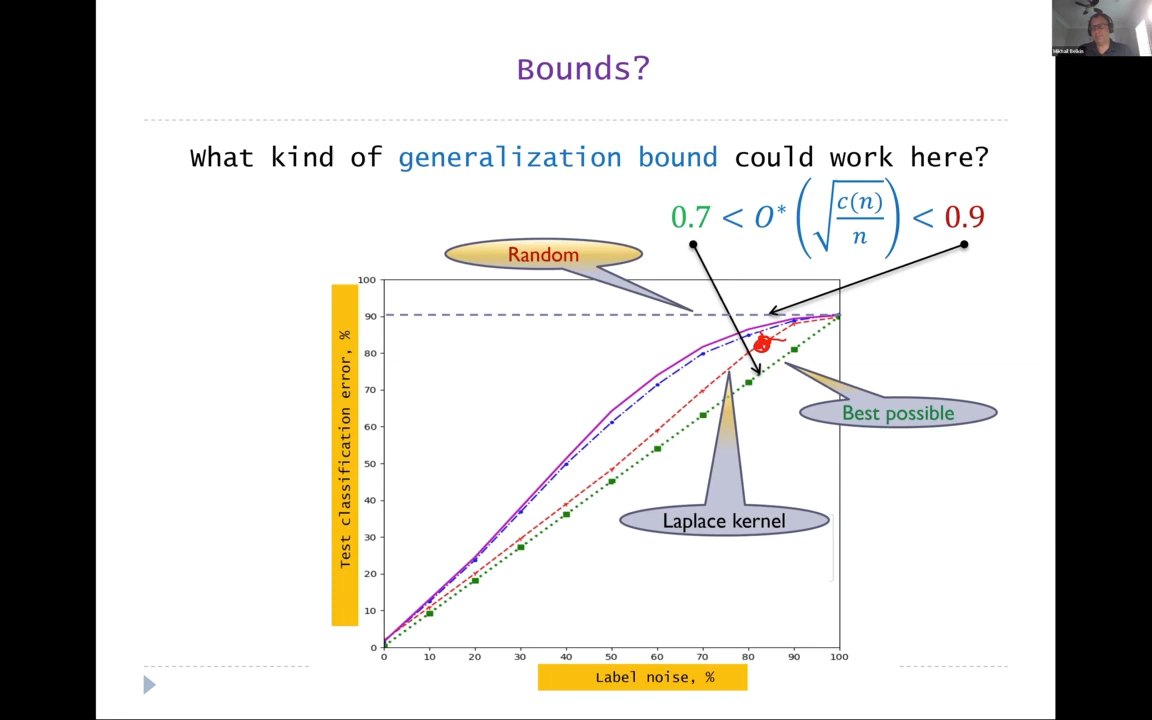 Mikhail Belkin
Bounds?
What kind of generalization bound could work here?
0.7 < O* ( √ c(n) / n ) < 0.9
Random
100
90
80
70
60
50
40
30
20
10
0
Test classification error, %
Best possible
Laplace kernel
0 10 20 30 40 50 60 70 80 90 100
Label noise, %